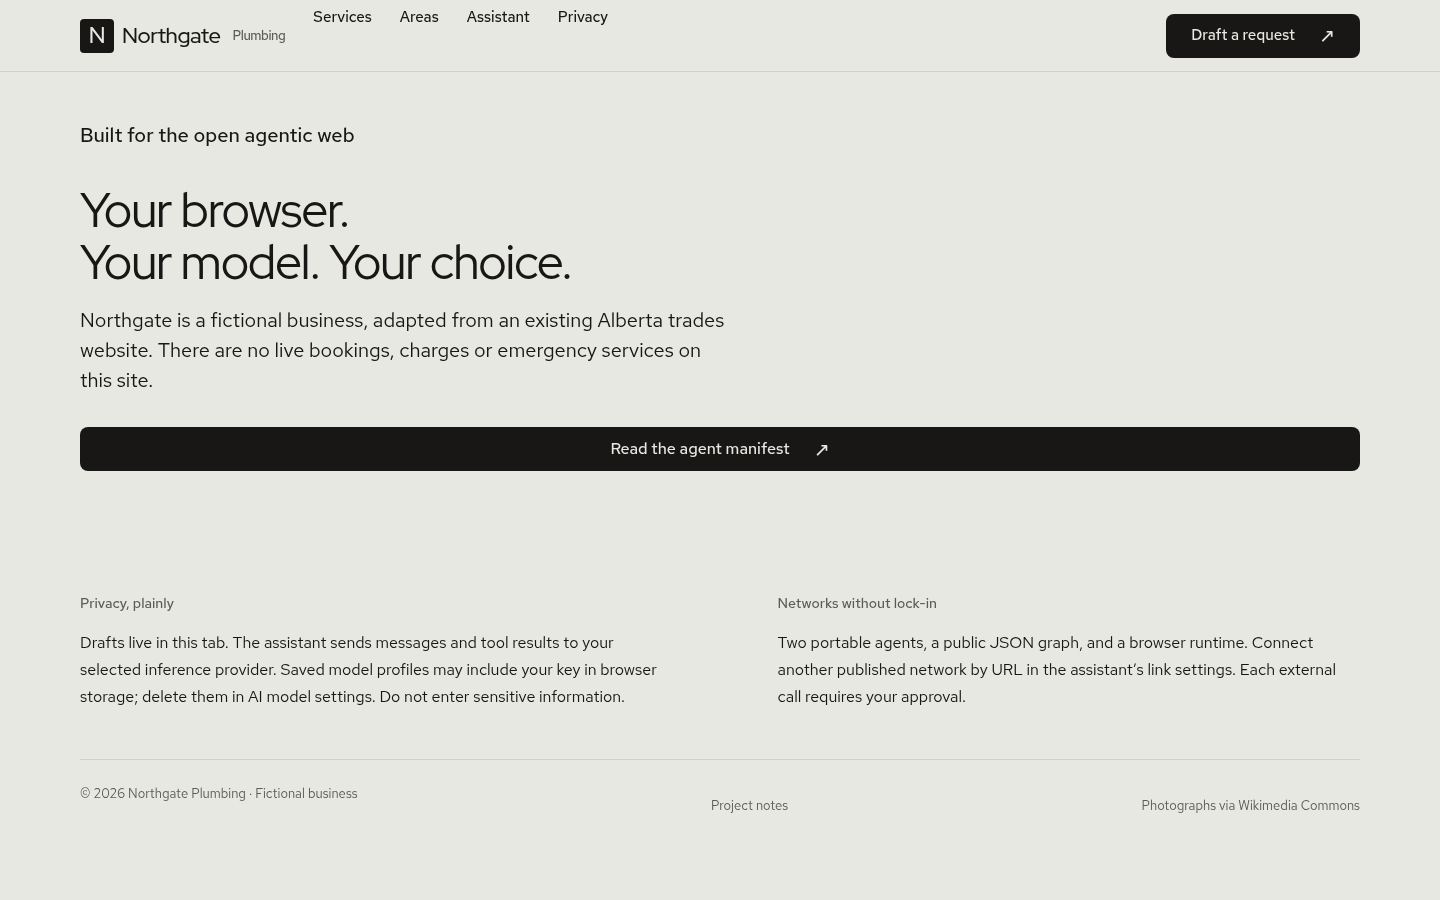 N Northgate Plumbing Services Areas Assistant Privacy Draft a request ↗
Built for the open agentic web
Your browser.
Your model. Your choice.
Northgate is a fictional business, adapted from an existing Alberta trades
website. There are no live bookings, charges or emergency services on
this site.
Read the agent manifest ↗
Privacy, plainly
Drafts live in this tab. The assistant sends messages and tool results to your
selected inference provider. Saved model profiles may include your key in browser
storage; delete them in AI model settings. Do not enter sensitive information.
Networks without lock-in
Two portable agents, a public JSON graph, and a browser runtime. Connect
another published network by URL in the assistant’s link settings. Each external
call requires your approval.
© 2026 Northgate Plumbing · Fictional business
Project notes
Photographs via Wikimedia Commons